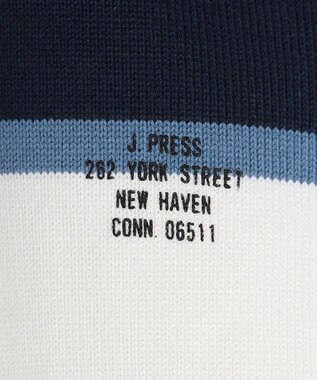 J. PRESS
262 YORK STREET
NEW HAVEN
CONN. 06511